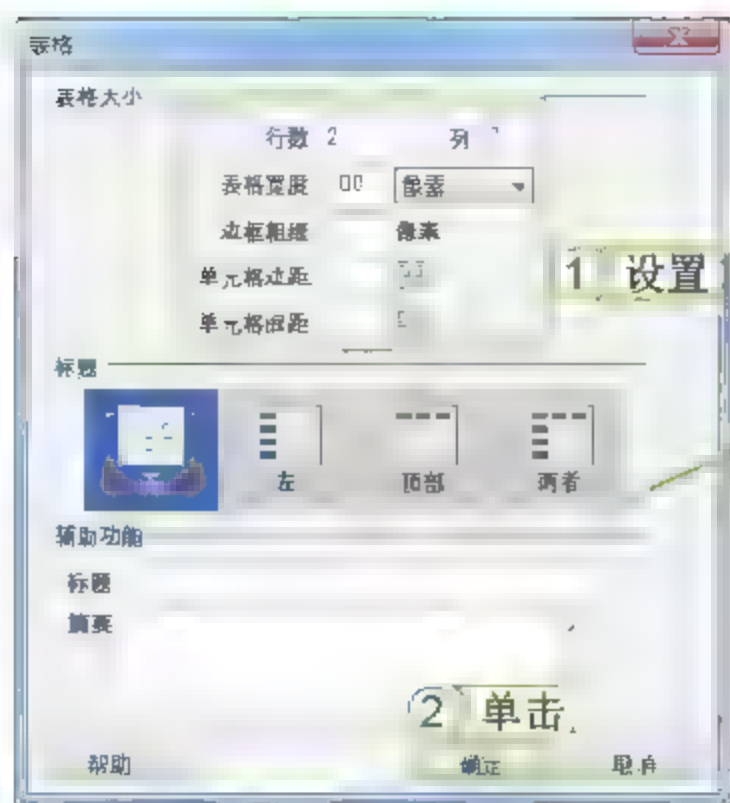 表格
表格大小
行数 2 列
表格宽度 00 像素
边框粗细 像素
单元格边距
1 设置
单元格间距
标题
左 顶部 两者
辅助功能
标题
摘要
2 单击
帮助 确定 取消